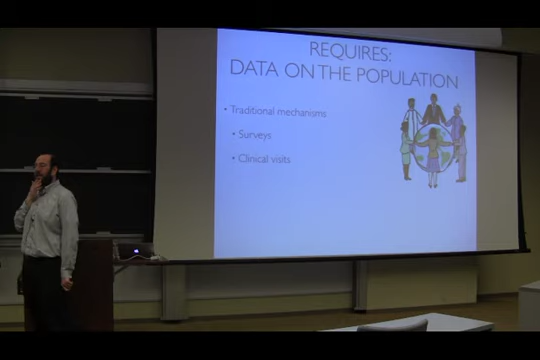 REQUIRES:
DATA ON THE POPULATION
• Traditional mechanisms
• Surveys
• Clinical visits